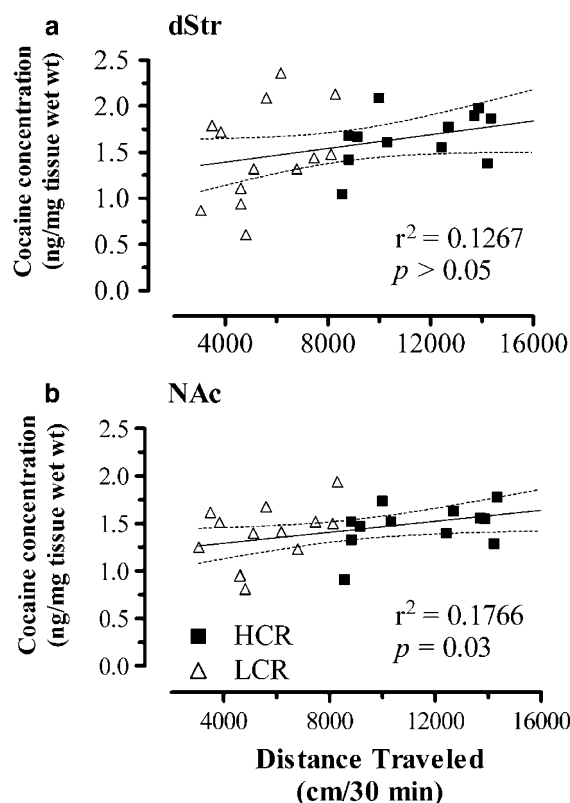 a dStr
Cocaine concentration
(ng/mg tissue wet wt)
2.5
2.0
1.5
1.0
0.5
0.0
r² = 0.1267
p > 0.05
4000 8000 12000 16000
b NAc
Cocaine concentration
(ng/mg tissue wet wt)
2.5
2.0
1.5
1.0
0.5
0.0
HCR
LCR
r² = 0.1766
p = 0.03
4000 8000 12000 16000
Distance Traveled
(cm/30 min)